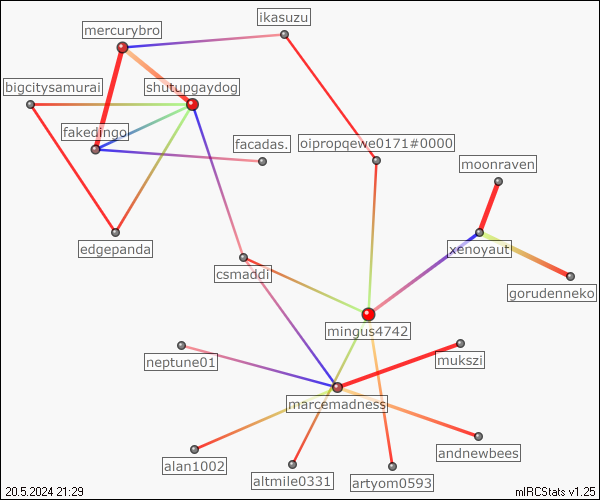 ikasuzu
mercurybro
bigcitysamurai
shutupgaydog
fakedingo
facadas.
oipropqewe0171#0000
moonraven
edgepanda
xenoyaut
csmaddi
gorudenneko
mingus4742
neptune01
mukszi
marcemadness
andnewbees
alan1002
altmile0331
artyom0593
20.5.2024 21:29
mIRCStats v1.25